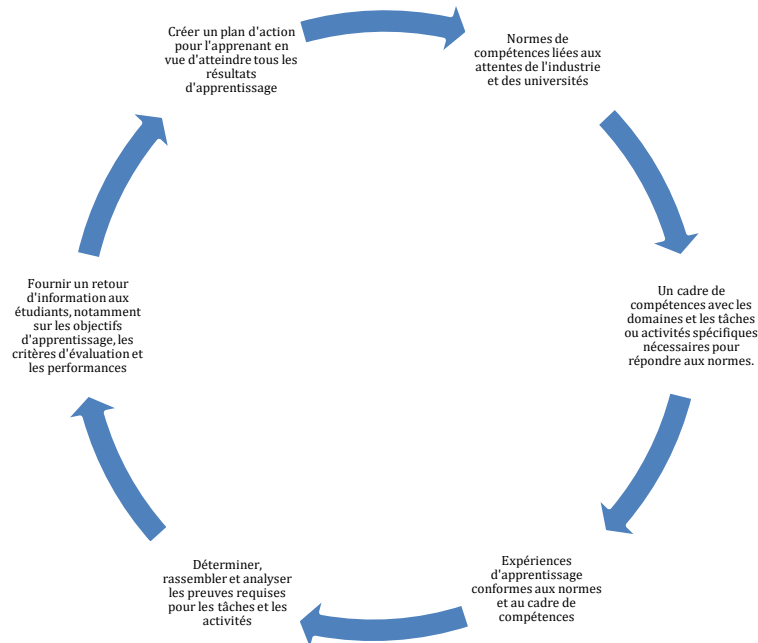 Créer un plan d'action
pour l'apprenant en
vue d'atteindre tous les
résultats
d'apprentissage
Normes de
compétences liées aux
attentes de l'industrie
et des universités
Un cadre de
compétences avec les
domaines et les tâches
ou activités spécifiques
nécessaires pour
répondre aux normes.
Expériences
d'apprentissage
conformes aux normes
et au cadre de
compétences
Déterminer,
rassembler et analyser
les preuves requises
pour les tâches et les
activités
Fournir un retour
d'information aux
étudiants, notamment
sur les objectifs
d'apprentissage, les
critères d'évaluation et
les performances